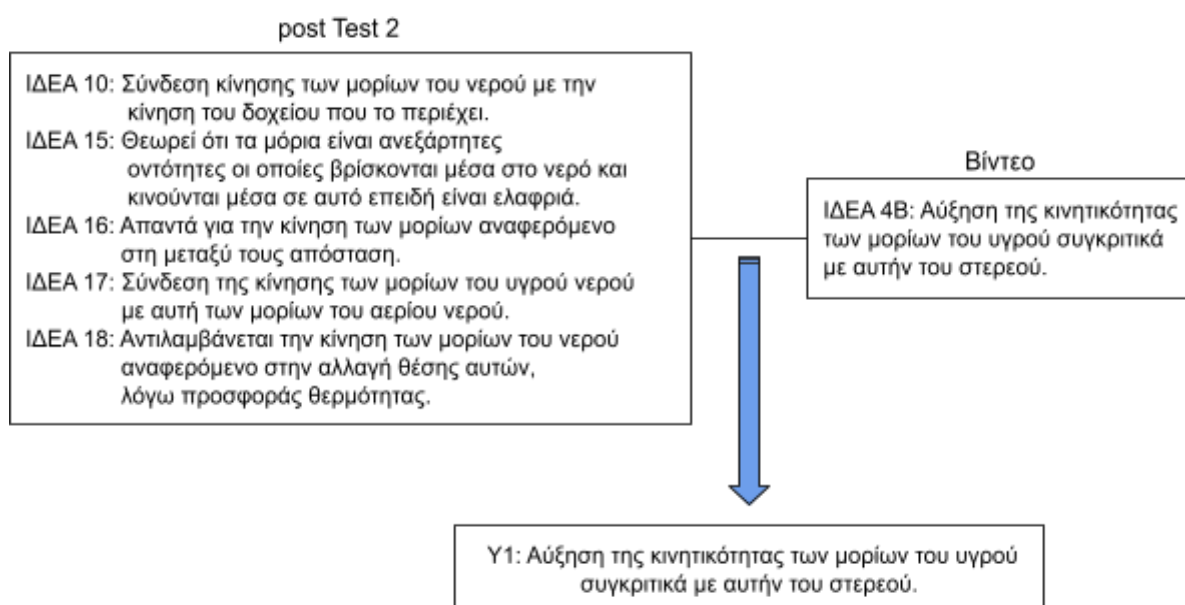 post Test 2
ΙΔΕΑ 10: Σύνδεση κίνησης των μορίων του νερού με την
κίνηση του δοχείου που το περιέχει.
ΙΔΕΑ 15: Θεωρεί ότι τα μόρια είναι ανεξάρτητες
οντότητες οι οποίες βρίσκονται μέσα στο νερό και
κινούνται μέσα σε αυτό επειδή είναι ελαφριά.
ΙΔΕΑ 16: Απαντά για την κίνηση των μορίων αναφερόμενο
στη μεταξύ τους απόσταση.
ΙΔΕΑ 17: Σύνδεση της κίνησης των μορίων του υγρού νερού
με αυτή των μορίων του αερίου νερού.
ΙΔΕΑ 18: Αντιλαμβάνεται την κίνηση των μορίων του νερού
αναφερόμενο στην αλλαγή θέσης αυτών,
λόγω προσφοράς θερμότητας.
Βίντεο
ΙΔΕΑ 4Β: Αύξηση της κινητικότητας
των μορίων του υγρού συγκριτικά
με αυτήν του στερεού.
Υ1: Αύξηση της κινητικότητας των μορίων του υγρού
συγκριτικά με αυτήν του στερεού.